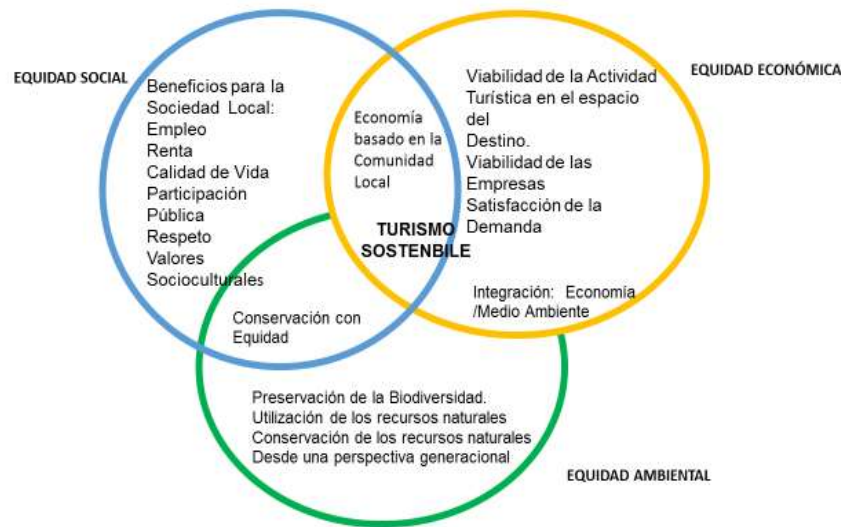 EQUIDAD SOCIAL
Beneficios para la
Sociedad Local:
Empleo
Renta
Calidad de Vida
Participación
Pública
Respeto
Valores
Socioculturales
Economía
basado en la
Comunidad
Local
Viabilidad de la Actividad
Turística en el espacio
del
Destino.
Viabilidad de las
Empresas
Satisfacción de la
Demanda
EQUIDAD ECONÓMICA
TURISMO
SOSTENBILE
Integración: Economía
/Medio Ambiente
Conservación con
Equidad
Preservación de la Biodiversidad.
Utilización de los recursos naturales
Conservación de los recursos naturales
Desde una perspectiva generacional
EQUIDAD AMBIENTAL